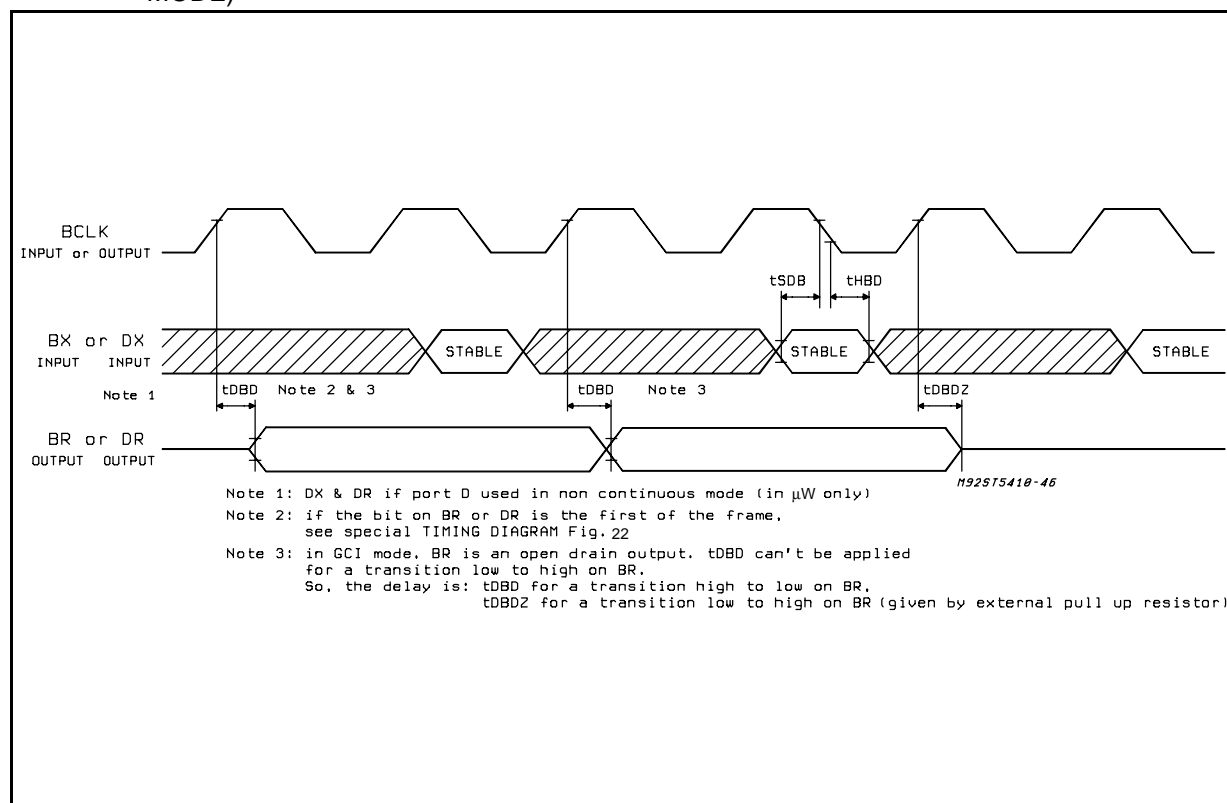 MODE)
BCLK
INPUT or OUTPUT
tSDB tHBD
BX or DX
INPUT INPUT
STABLE STABLE STABLE
Note 1 tDBD Note 2 & 3 tDBD Note 3 tDBDZ
BR or DR
OUTPUT OUTPUT
M92ST5410-46
Note 1: DX & DR if port D used in non continuous mode (in µW only)
Note 2: if the bit on BR or DR is the first of the frame,
see special TIMING DIAGRAM Fig. 22
Note 3: in GCI mode, BR is an open drain output. tDBD can't be applied
for a transition low to high on BR.
So, the delay is: tDBD for a transition high to low on BR,
tDBDZ for a transition low to high on BR (given by external pull up resistor)